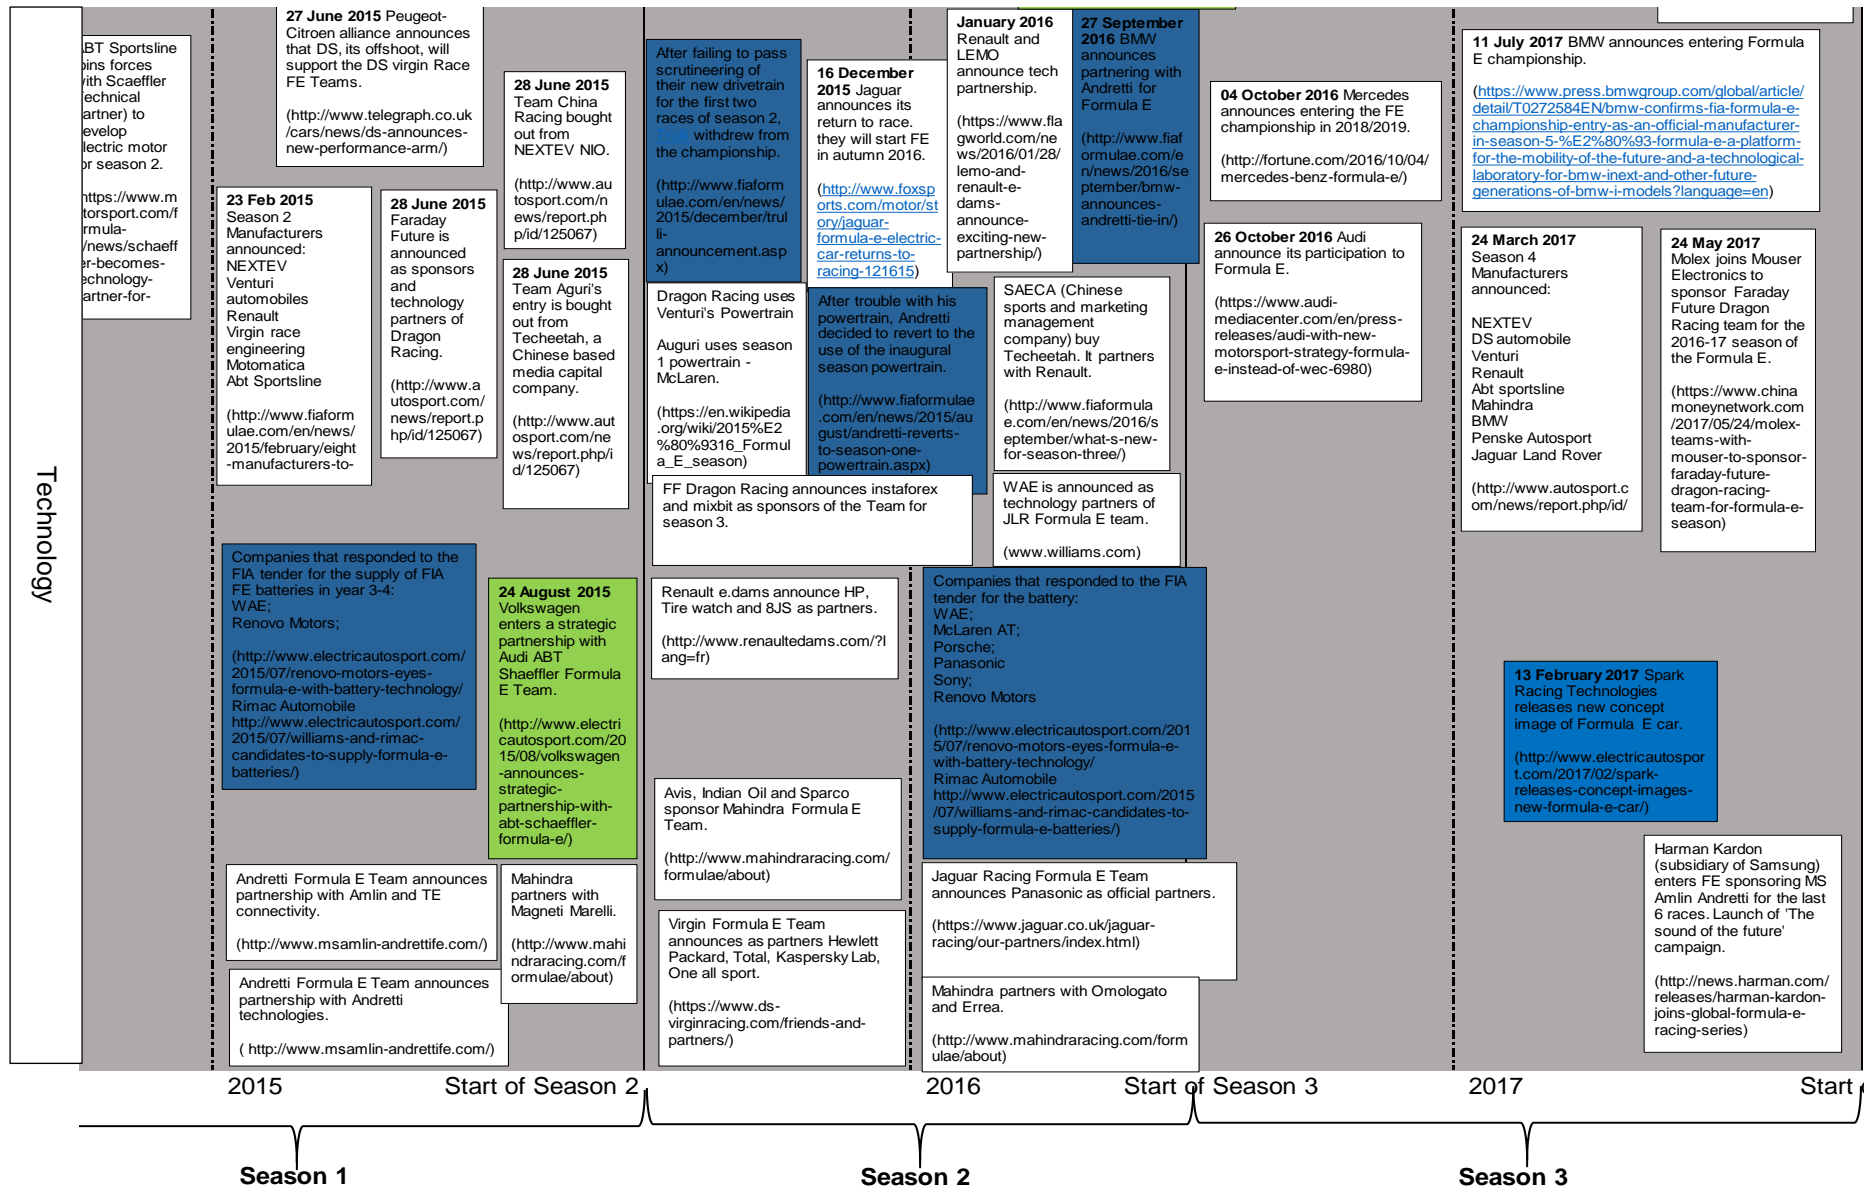 Technology
ABT Sportsline
joins forces
with Scaeffler
(Technical
partner) to
develop
electric motor
for season 2.
https://www.m
torsport.com/f
rmula-
/news/schaeff
er-becomes-
echnology-
artner-for-
27 June 2015 Peugeot-
Citroen alliance announces
that DS, its offshoot, will
support the DS virgin Race
FE Teams.
(http://www.telegraph.co.uk
/cars/news/ds-announces-
new-performance-arm/)
23 Feb 2015
Season 2
Manufacturers
announced:
NEXTEV
Venturi
automobiles
Renault
Virgin race
engineering
Motomatica
Abt Sportsline
(http://www.fiaform
ulae.com/en/news/
2015/february/eight
-manufacturers-to-
28 June 2015
Faraday
Future is
announced
as sponsors
and
technology
partners of
Dragon
Racing.
(http://www.a
utosport.com/
news/report.p
hp/id/125067)
28 June 2015
Team China
Racing bought
out from
NEXTEV NIO.
(http://www.au
tosport.com/n
ews/report.ph
p/id/125067)
28 June 2015
Team Aguri's
entry is bought
out from
Techeetah, a
Chinese based
media capital
company.
(http://www.aut
osport.com/ne
ws/report.php/i
d/125067)
Companies that responded to the
FIA tender for the supply of FIA
FE batteries in year 3-4:
WAE;
Renovo Motors;
(http://www.electricautosport.com/
2015/07/renovo-motors-eyes-
formula-e-with-battery-technology/
Rimac Automobile
http://www.electricautosport.com/
2015/07/williams-and-rimac-
candidates-to-supply-formula-e-
batteries/)
24 August 2015
Volkswagen
enters a strategic
partnership with
Audi ABT
Shaeffler Formula
E Team.
(http://www.electri
cautosport.com/20
15/08/volkswagen
-announces-
strategic-
partnership-with-
abt-schaeffler-
formula-e/)
Andretti Formula E Team announces
partnership with Amlin and TE
connectivity.
(http://www.msamlin-andrettife.com/)
Andretti Formula E Team announces
partnership with Andretti
technologies.
( http://www.msamlin-andrettife.com/)
Mahindra
partners with
Magneti Marelli.
(http://www.mahi
ndraracing.com/f
ormulae/about)
After failing to pass
scrutineering of
their new drivetrain
for the first two
races of season 2,
Trulli withdrew from
the championship.
(http://www.fiaform
ulae.com/en/news/
2015/december/trul
li-
announcement.asp
x)
16 December
2015 Jaguar
announces its
return to race.
they will start FE
in autumn 2016.
(http://www.foxsp
orts.com/motor/st
ory/jaguar-
formula-e-electric-
car-returns-to-
racing-121615)
Dragon Racing uses
Venturi's Powertrain
Auguri uses season
1 powertrain -
McLaren.
(https://en.wikipedia
.org/wiki/2015%E2
%80%9316_Formul
a_E_season)
After trouble with his
powertrain, Andretti
decided to revert to the
use of the inaugural
season powertrain.
(http://www.fiaformulae
.com/en/news/2015/au
gust/andretti-reverts-
to-season-one-
powertrain.aspx)
FF Dragon Racing announces instaforex
and mixbit as sponsors of the Team for
season 3.
Renault e.dams announce HP,
Tire watch and 8JS as partners.
(http://www.renaultedams.com/?l
ang=fr)
Avis, Indian Oil and Sparco
sponsor Mahindra Formula E
Team.
(http://www.mahindraracing.com/
formulae/about)
Virgin Formula E Team
announces as partners Hewlett
Packard, Total, Kaspersky Lab,
One all sport.
(https://www.ds-
virginracing.com/friends-and-
partners/)
January 2016
Renault and
LEMO
announce tech
partnership.
(https://www.fla
gworld.com/ne
ws/2016/01/28/
lemo-and-
renault-e-
dams-
announce-
exciting-new-
partnership/)
27 September
2016 BMW
announces
partnering with
Andretti for
Formula E
(http://www.fiaf
ormulae.com/e
n/news/2016/se
ptember/bmw-
announces-
andretti-tie-in/)
SAECA (Chinese
sports and marketing
management
company) buy
Techeetah. It partners
with Renault.
(http://www.fiaformula
e.com/en/news/2016/s
eptember/what-s-new-
for-season-three/)
WAE is announced as
technology partners of
JLR Formula E team.
(www.williams.com)
Companies that responded to the FIA
tender for the battery:
WAE;
McLaren AT;
Porsche;
Panasonic
Sony;
Renovo Motors
(http://www.electricautosport.com/201
5/07/renovo-motors-eyes-formula-e-
with-battery-technology/
Rimac Automobile
http://www.electricautosport.com/2015
/07/williams-and-rimac-candidates-to-
supply-formula-e-batteries/)
Jaguar Racing Formula E Team
announces Panasonic as official partners.
(https://www.jaguar.co.uk/jaguar-
racing/our-partners/index.html)
Mahindra partners with Omologato
and Errea.
(http://www.mahindraracing.com/form
ulae/about)
04 October 2016 Mercedes
announces entering the FE
championship in 2018/2019.
(http://fortune.com/2016/10/04/
mercedes-benz-formula-e/)
26 October 2016 Audi
announce its participation to
Formula E.
(https://www.audi-
mediacenter.com/en/press-
releases/audi-with-new-
motorsport-strategy-formula-
e-instead-of-wec-6980)
11 July 2017 BMW announces entering Formula
E championship.
(https://www.press.bmwgroup.com/global/article/
detail/T0272584EN/bmw-confirms-fia-formula-e-
championship-entry-as-an-official-manufacturer-
in-season-5-%E2%80%93-formula-e-a-platform-
for-the-mobility-of-the-future-and-a-technological-
laboratory-for-bmw-inext-and-other-future-
generations-of-bmw-i-models?language=en)
24 March 2017
Season 4
Manufacturers
announced:
NEXTEV
DS automobile
Venturi
Renault
Abt sportsline
Mahindra
BMW
Penske Autosport
Jaguar Land Rover
(http://www.autosport.c
om/news/report.php/id/
24 May 2017
Molex joins Mouser
Electronics to
sponsor Faraday
Future Dragon
Racing team for the
2016-17 season of
the Formula E.
(https://www.china
moneynetwork.com
/2017/05/24/molex-
teams-with-
mouser-to-sponsor-
faraday-future-
dragon-racing-
team-for-formula-e-
season)
13 February 2017 Spark
Racing Technologies
releases new concept
image of Formula E car.
(http://www.electricautospor
t.com/2017/02/spark-
releases-concept-images-
new-formula-e-car/)
Harman Kardon
(subsidiary of Samsung)
enters FE sponsoring MS
Amlin Andretti for the last
6 races. Launch of 'The
sound of the future'
campaign.
(http://news.harman.com/
releases/harman-kardon-
joins-global-formula-e-
racing-series)
2015
Start of Season 2
2016
Start of Season 3
2017
Start
Season 1
Season 2
Season 3